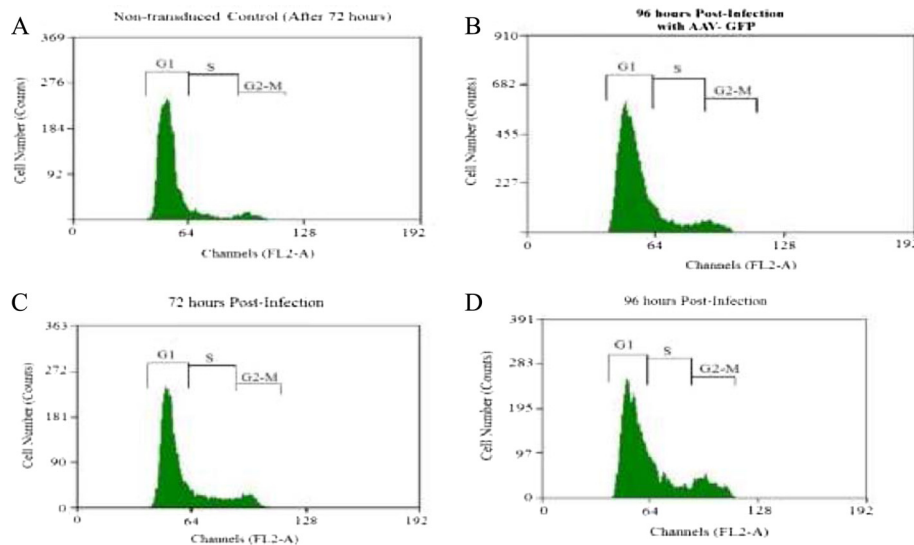 A
Non-transduced Control (After 72 hours)
369
276
184
92
0
64
128
192
G1
S
G2-M
Cell Number (Counts)
Channels (FL2-A)
B
96 hours Post-Infection
with AAV- GFP
910
682
455
227
0
64
128
192
G1
S
G2-M
Cell Number (Counts)
Channels (FL2-A)
C
72 hours Post-Infection
363
272
181
90
0
0
64
128
192
G1
S
G2-M
Cell Number (Counts)
Channels (FL2-A)
D
96 hours Post-Infection
391
283
195
97
0
0
64
128
192
G1
S
G2-M
Cell Number (Counts)
Channels (FL2-A)